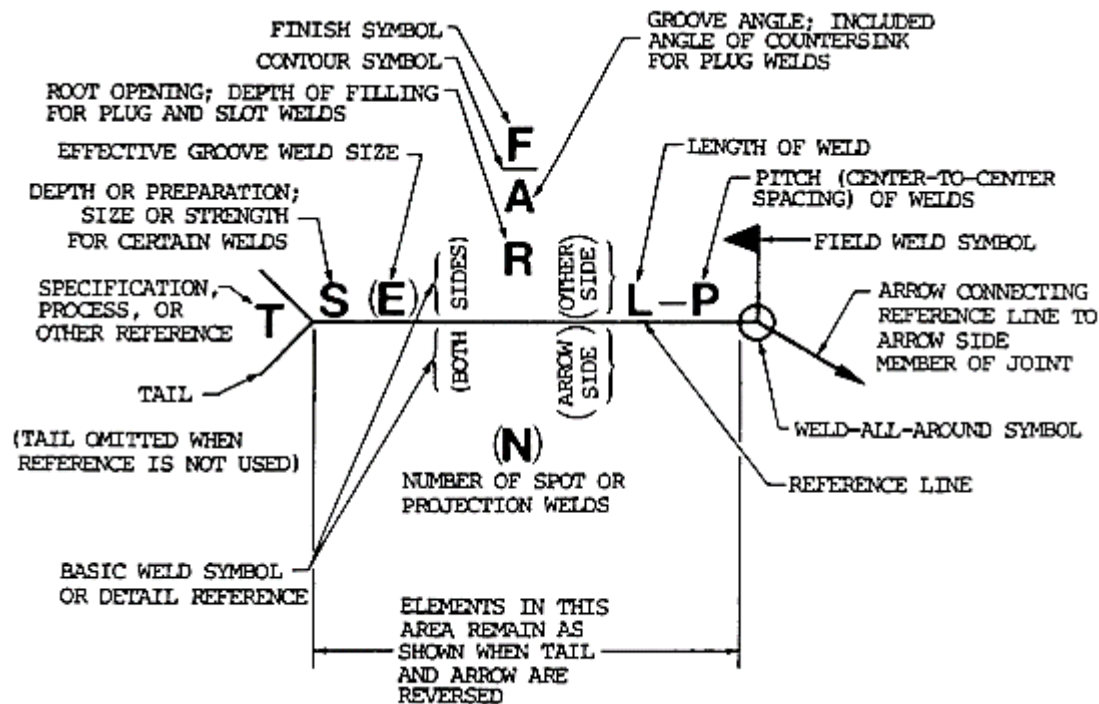 FINISH SYMBOL
CONTOUR SYMBOL
ROOT OPENING; DEPTH OF FILLING
FOR PLUG AND SLOT WELDS
EFFECTIVE GROOVE WELD SIZE
DEPTH OR PREPARATION;
SIZE OR STRENGTH
FOR CERTAIN WELDS
SPECIFICATION,
PROCESS, OR
OTHER REFERENCE
TAIL
(TAIL OMITTED WHEN
REFERENCE IS NOT USED)
BASIC WELD SYMBOL
OR DETAIL REFERENCE
GROOVE ANGLE; INCLUDED
ANGLE OF COUNTERSINK
FOR PLUG WELDS
F
A
R
T
S (E)
(BOTH SIDES)
(OTHER SIDE)
(ARROW SIDE)
L-P
(N)
NUMBER OF SPOT OR
PROJECTION WELDS
LENGTH OF WELD
PITCH (CENTER-TO-CENTER
SPACING) OF WELDS
FIELD WELD SYMBOL
ARROW CONNECTING
REFERENCE LINE TO
ARROW SIDE
MEMBER OF JOINT
WELD-ALL-AROUND SYMBOL
REFERENCE LINE
ELEMENTS IN THIS
AREA REMAIN AS
SHOWN WHEN TAIL
AND ARROW ARE
REVERSED